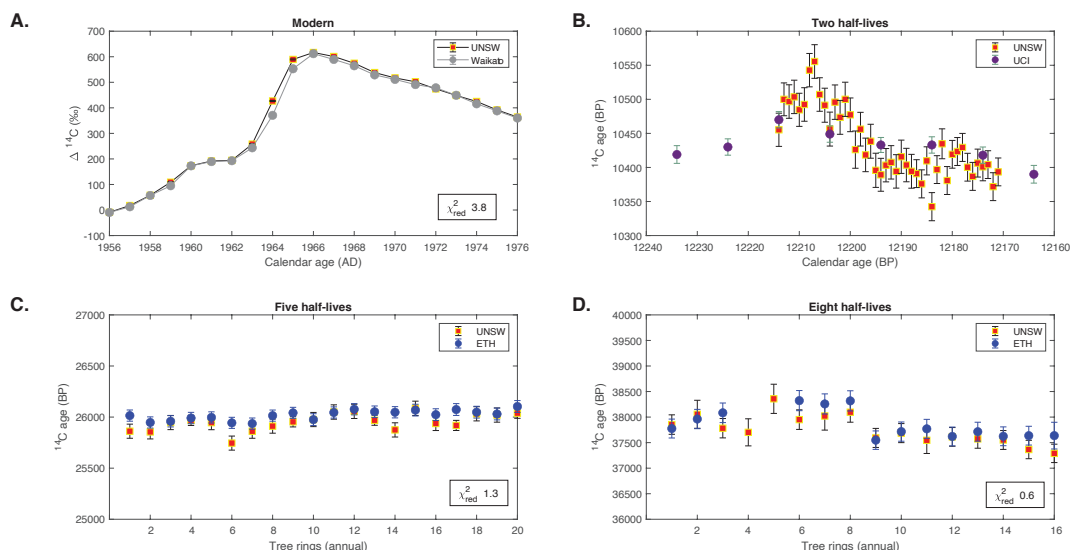 A.
Modern
700
600
500
400
300
200
100
0
-100
Δ ¹⁴C (‰)
UNSW
Waikato
χ²red 3.8
1956 1958 1960 1962 1964 1966 1968 1970 1972 1974 1976
Calendar age (AD)
B.
Two half-lives
10600
10500
10400
10300
¹⁴C age (BP)
UNSW
UCI
12240 12230 12220 12210 12200 12190 12180 12170 12160
Calendar age (BP)
C.
Five half-lives
27000
26500
26000
25500
25000
¹⁴C age (BP)
UNSW
ETH
χ²red 1.3
2 4 6 8 10 12 14 16 18 20
Tree rings (annual)
D.
Eight half-lives
40000
39500
39000
38500
38000
37500
37000
36500
36000
¹⁴C age (BP)
UNSW
ETH
χ²red 0.6
2 4 6 8 10 12 14 16
Tree rings (annual)